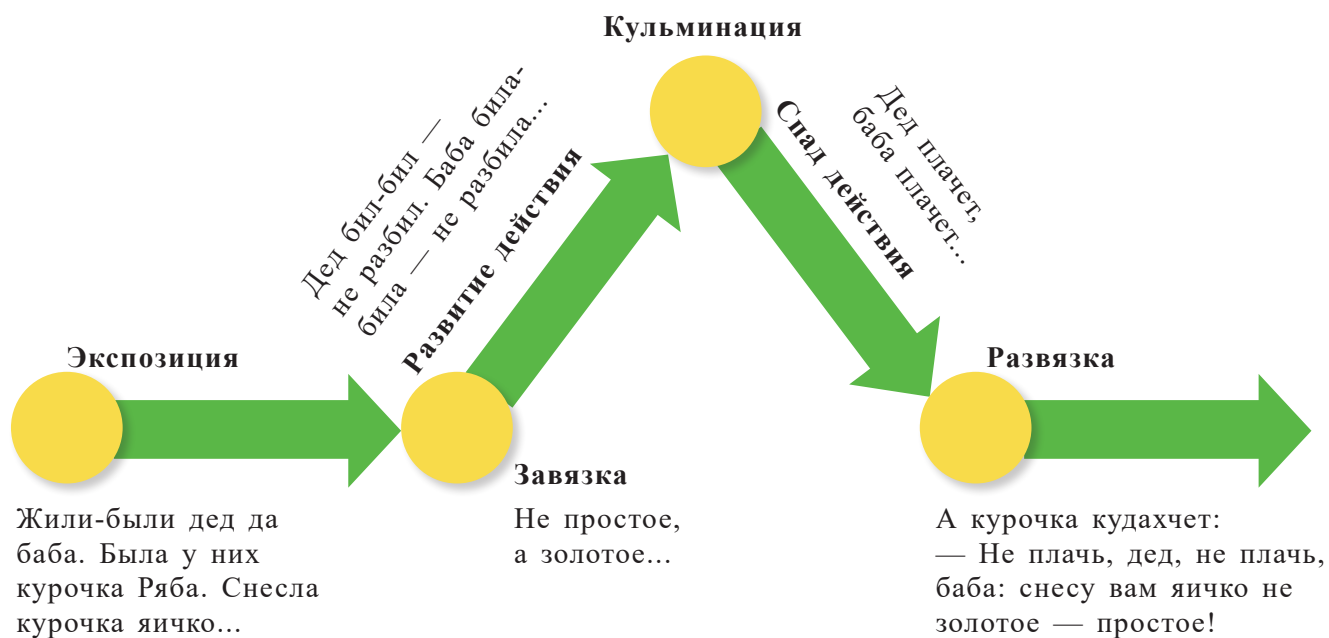 Кульминация
Дед бил-бил —
не разбил. Баба била-
била — не разбила...
Развитие действия
Спад действия
Дед плачет,
баба плачет...
Экспозиция
Жили-были дед да
баба. Была у них
курочка Ряба. Снесла
курочка яичко...
Завязка
Не простое,
а золотое...
Развязка
А курочка кудахчет:
— Не плачь, дед, не плачь,
баба: снесу вам яичко не
золотое — простое!